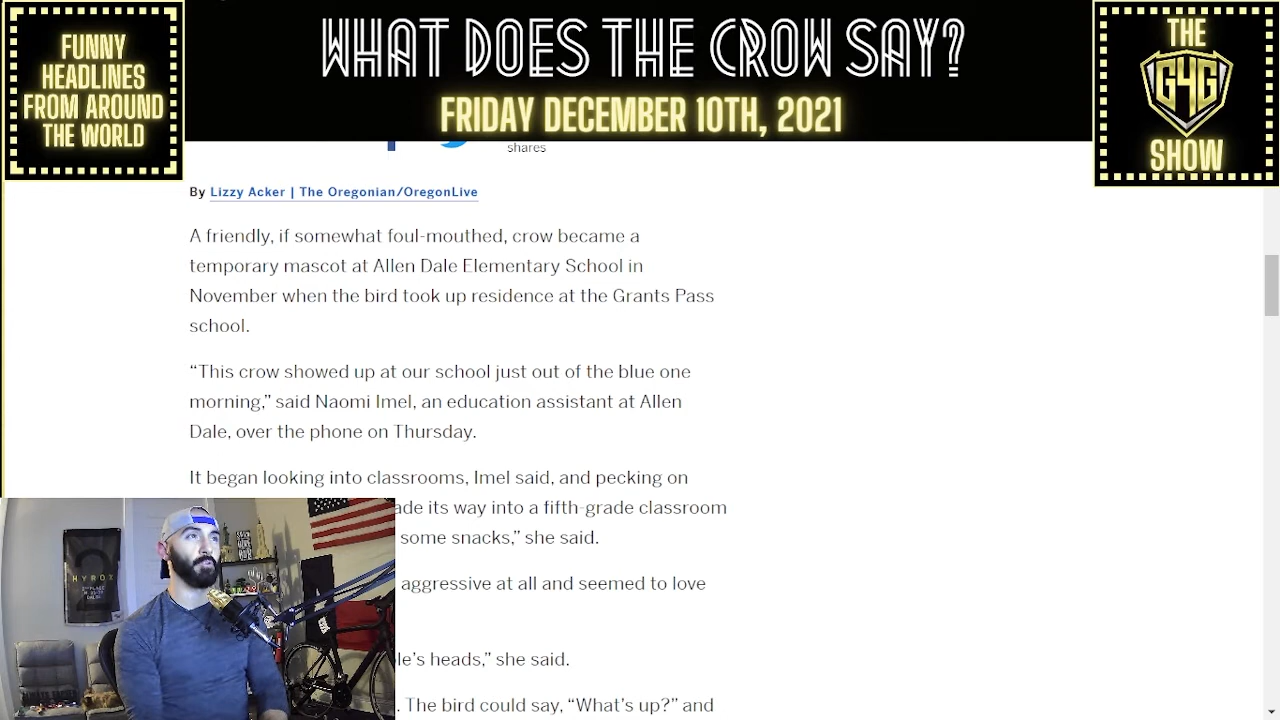 FUNNY
HEADLINES
FROM AROUND
THE WORLD
WHAT DOES THE CROW SAY?
FRIDAY DECEMBER 10TH, 2021
THE
G4G
SHOW
shares
By Lizzy Acker | The Oregonian/OregonLive
A friendly, if somewhat foul-mouthed, crow became a
temporary mascot at Allen Dale Elementary School in
November when the bird took up residence at the Grants Pass
school.
“This crow showed up at our school just out of the blue one
morning,” said Naomi Imel, an education assistant at Allen
Dale, over the phone on Thursday.
It began looking into classrooms, Imel said, and pecking on
ade its way into a fifth-grade classroom
some snacks,” she said.
aggressive at all and seemed to love
le’s heads,” she said.
. The bird could say, “What’s up?” and
HYROX